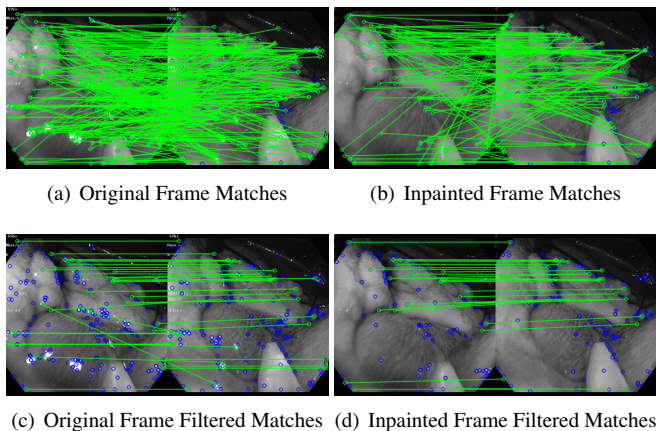 (a) Original Frame Matches
(b) Inpainted Frame Matches
(c) Original Frame Filtered Matches
(d) Inpainted Frame Filtered Matches